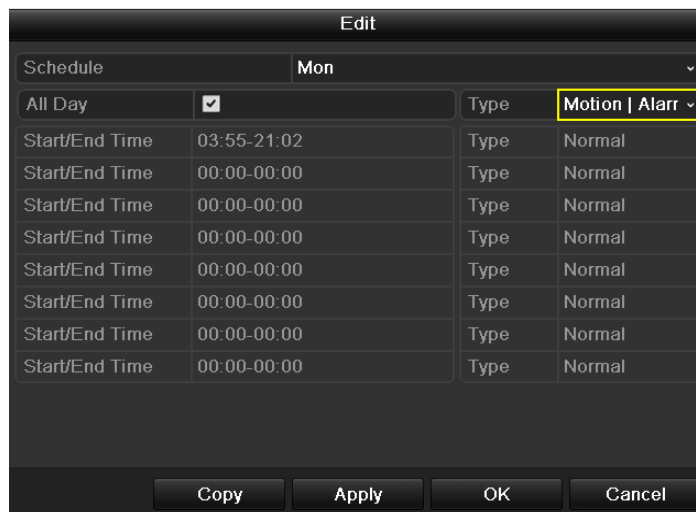 Edit
Schedule Mon
All Day Type Motion | Alarr
Start/End Time 03:55-21:02 Type Normal
Start/End Time 00:00-00:00 Type Normal
Start/End Time 00:00-00:00 Type Normal
Start/End Time 00:00-00:00 Type Normal
Start/End Time 00:00-00:00 Type Normal
Start/End Time 00:00-00:00 Type Normal
Start/End Time 00:00-00:00 Type Normal
Start/End Time 00:00-00:00 Type Normal
Copy Apply OK Cancel